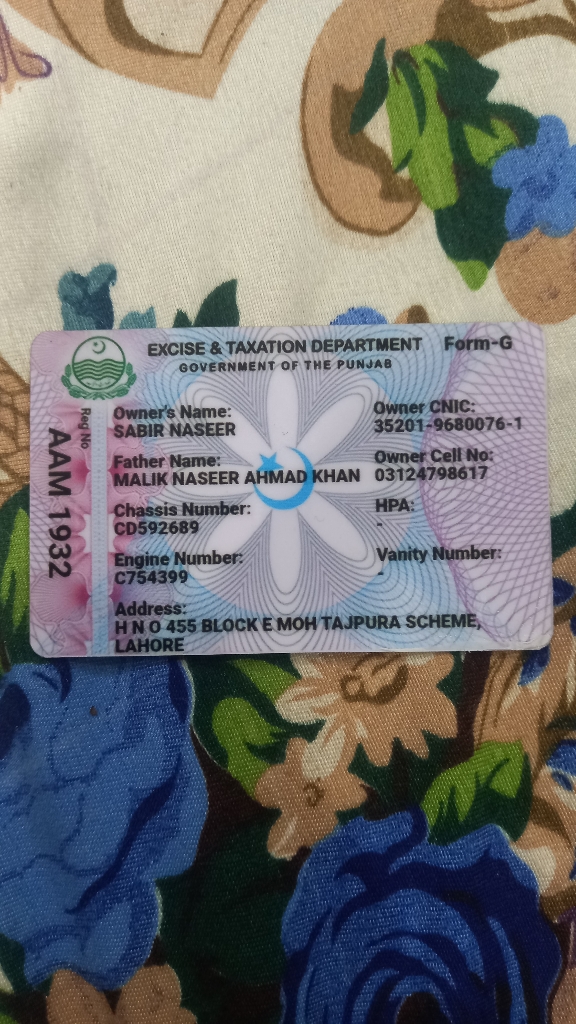 EXCISE & TAXATION DEPARTMENT Form-G
GOVERNMENT OF THE PUNJAB
Reg No
AAM 1932
Owner's Name:
SABIR NASEER
Father Name:
MALIK NASEER AHMAD KHAN
Chassis Number:
CD592689
Engine Number:
C754399
Address:
H N O 455 BLOCK E MOH TAJPURA SCHEME,
LAHORE
Owner CNIC:
35201-9680076-1
Owner Cell No:
03124798617
HPA:
-
Vanity Number:
-